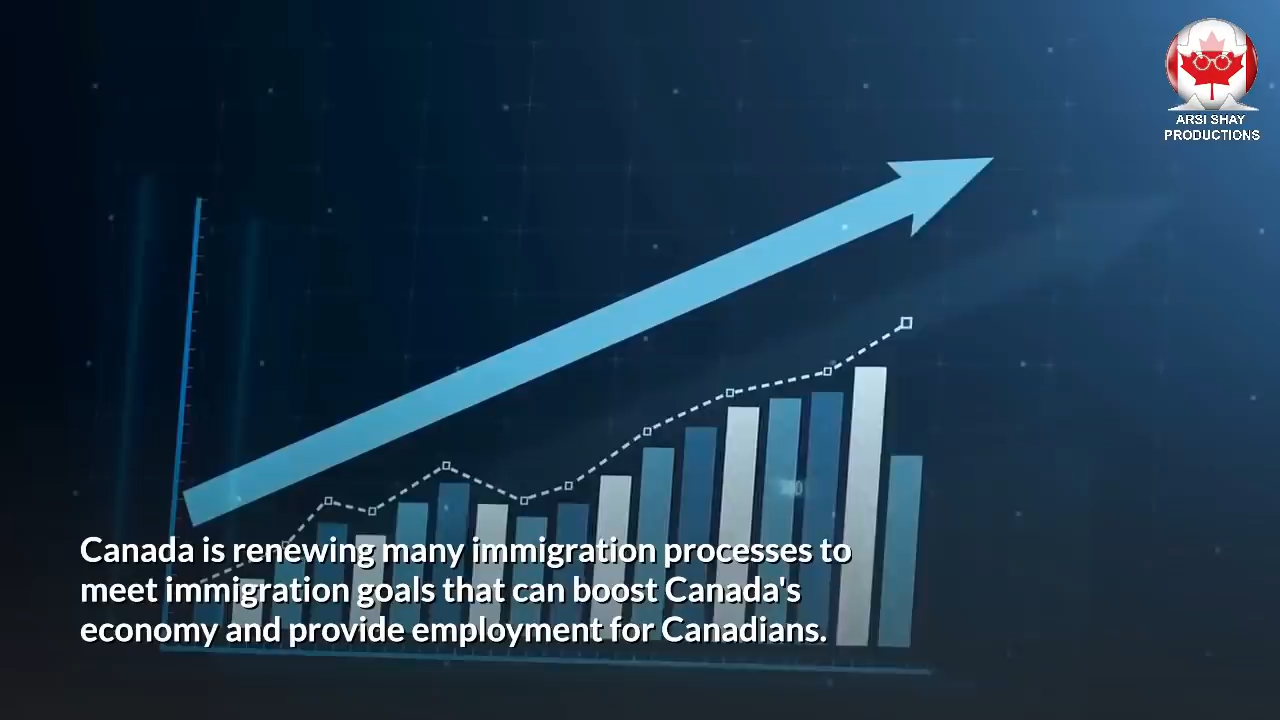 ARSI SHAY
PRODUCTIONS
Canada is renewing many immigration processes to
meet immigration goals that can boost Canada's
economy and provide employment for Canadians.